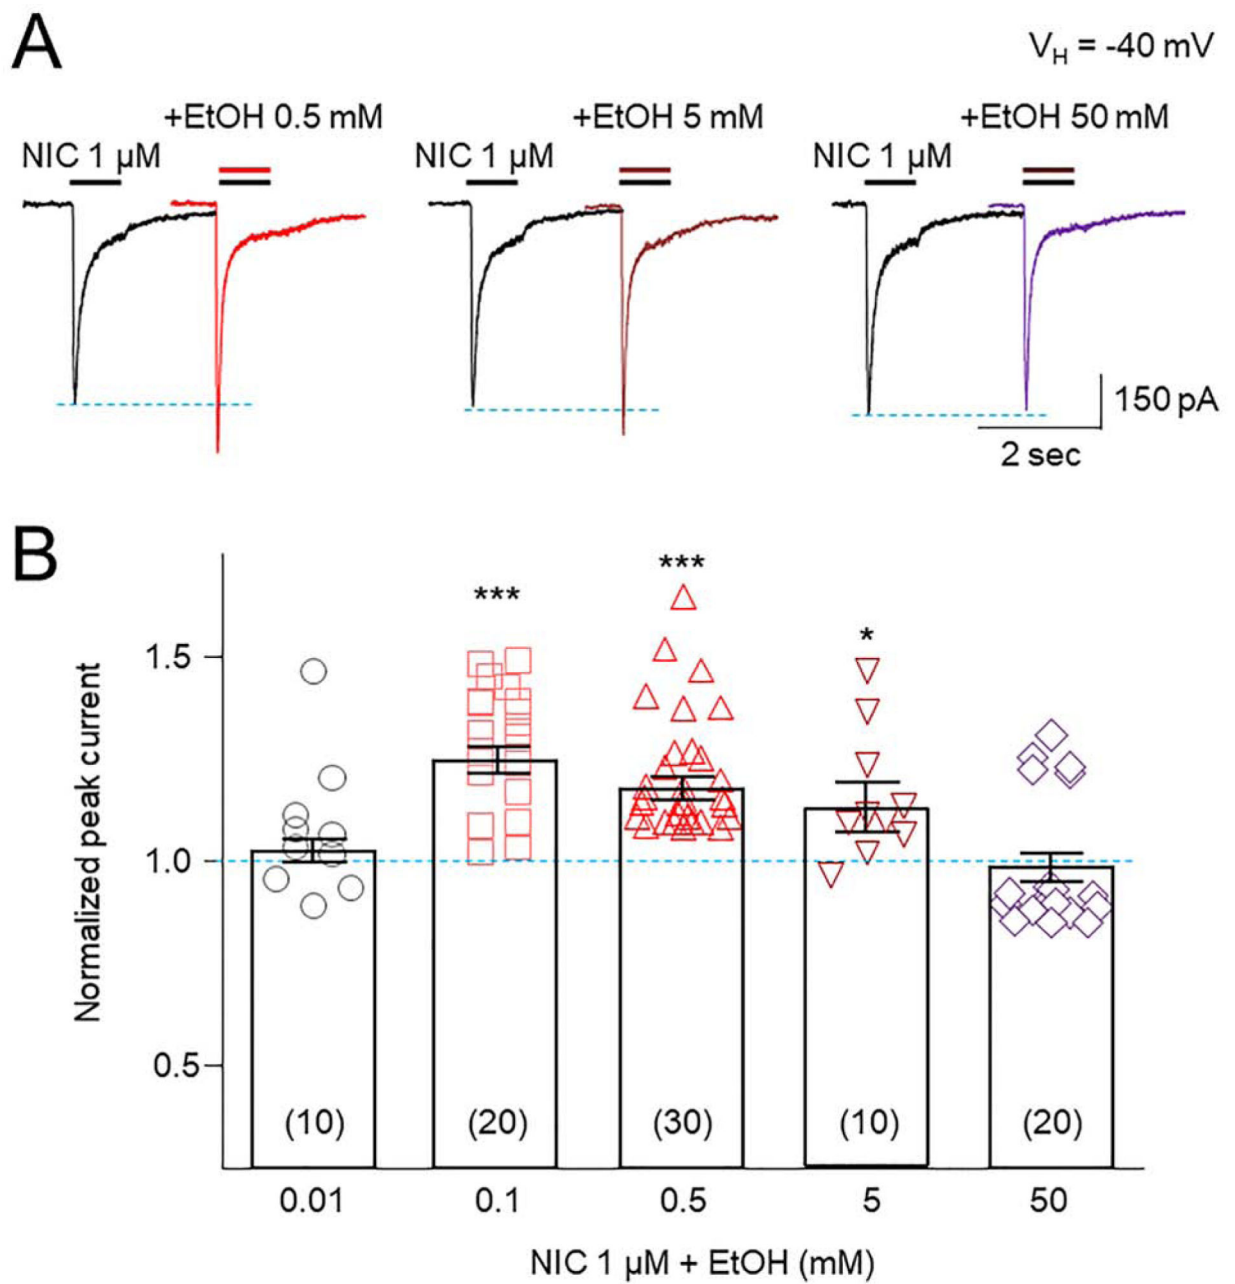 A
V_H = -40 mV
+EtOH 0.5 mM
+EtOH 5 mM
+EtOH 50 mM
NIC 1 µM
NIC 1 µM
NIC 1 µM
150 pA
2 sec
B
***
***
*
1.5
1.0
0.5
Normalized peak current
(10)
(20)
(30)
(10)
(20)
0.01
0.1
0.5
5
50
NIC 1 µM + EtOH (mM)